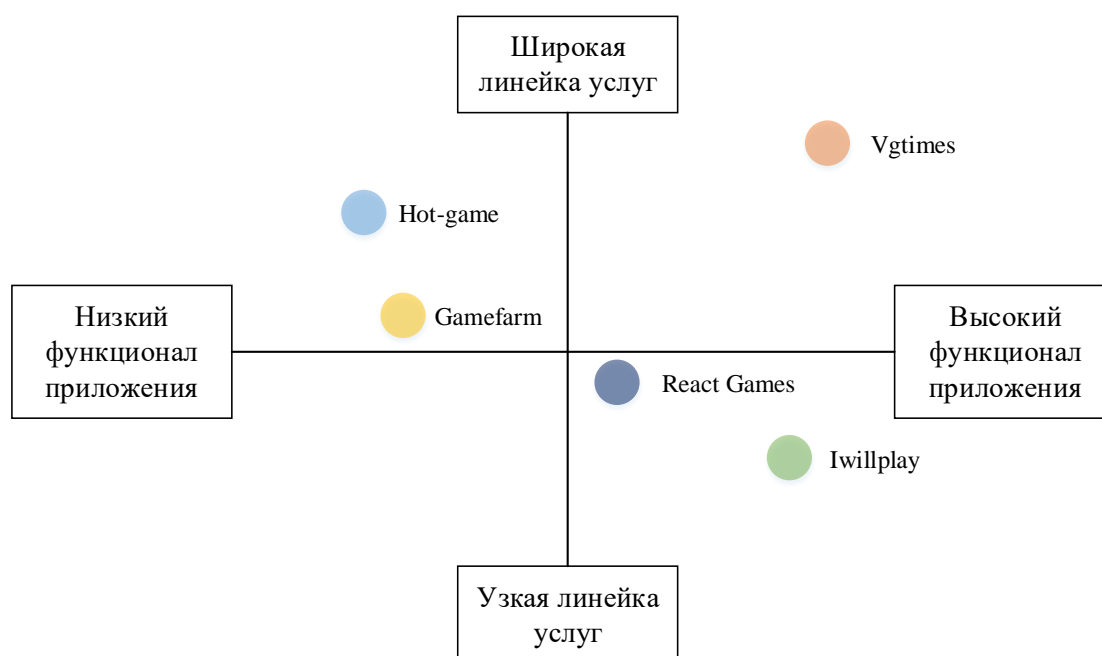 Широкая
линейка услуг
Vgtimes
Hot-game
Низкий
функционал
приложения
Gamefarm
Высокий
функционал
приложения
React Games
Iwillplay
Узкая линейка
услуг